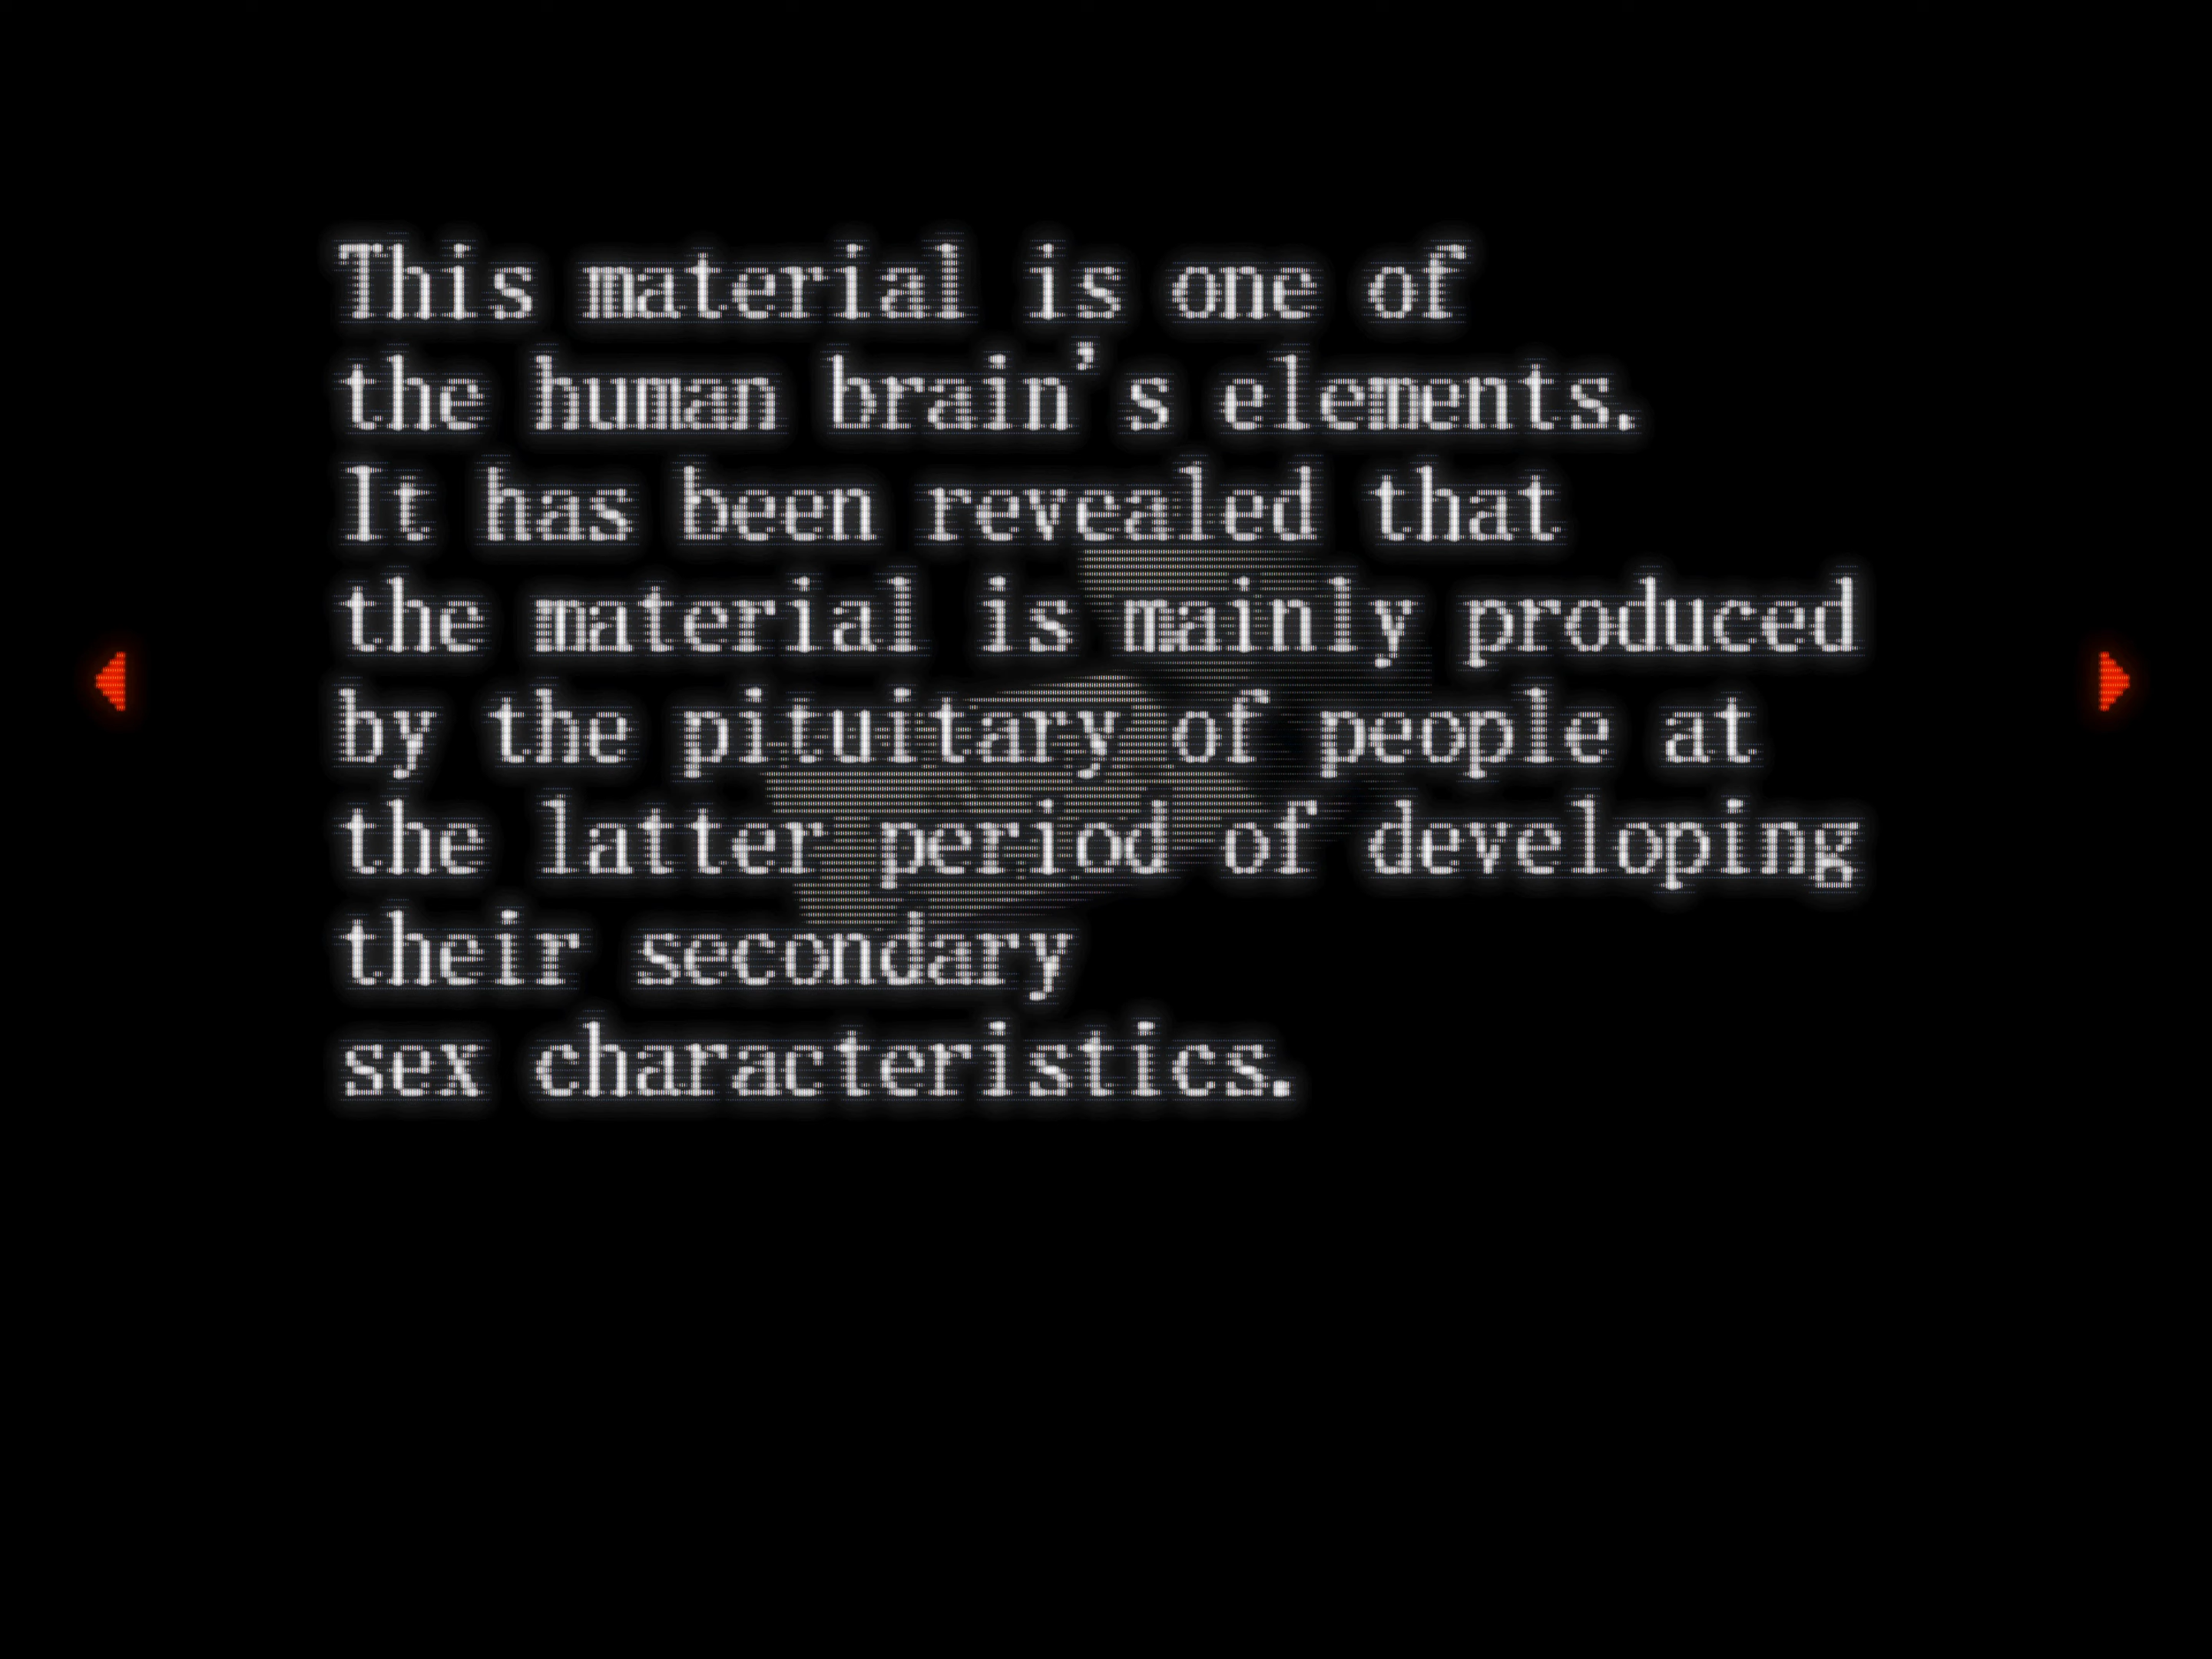 This material is one of
the human brain's elements.
It has been revealed that
the material is mainly produced
by the pituitary of people at
the latter period of developing
their secondary
sex characteristics.